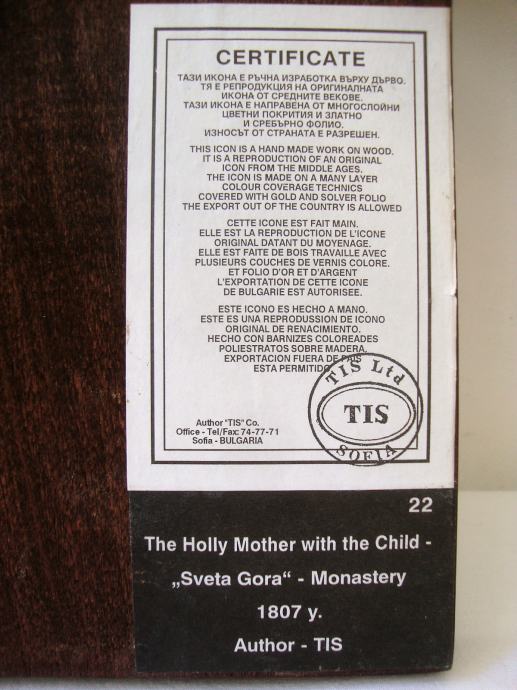 CERTIFICATE
ТАЗИ ИКОНА Е РЪЧНА ИЗРАБОТКА ВЪРХУ ДЪРВО.
ТЯ Е РЕПРОДУКЦИЯ НА ОРИГИНАЛНАТА
ИКОНА ОТ СРЕДНИТЕ ВЕКОВЕ.
ТАЗИ ИКОНА Е НАПРАВЕНА ОТ МНОГОСЛОЙНИ
ЦВЕТНИ ПОКРИТИЯ И ЗЛАТНО
И СРЕБЪРНО ФОЛИО.
ИЗНОСЪТ ОТ СТРАНАТА Е РАЗРЕШЕН.
THIS ICON IS A HAND MADE WORK ON WOOD.
IT IS A REPRODUCTION OF AN ORIGINAL
ICON FROM THE MIDDLE AGES.
THE ICON IS MADE ON A MANY LAYER
COLOUR COVERAGE TECHNICS
COVERED WITH GOLD AND SOLVER FOLIO
THE EXPORT OUT OF THE COUNTRY IS ALLOWED
CETTE ICONE EST FAIT MAIN.
ELLE EST LA REPRODUCTION DE L'ICONE
ORIGINAL DATANT DU MOYENAGE.
ELLE EST FAITE DE BOIS TRAVAILLE AVEC
PLUSIEURS COUCHES DE VERNIS COLORE.
ET FOLIO D'OR ET D'ARGENT
L'EXPORTATION DE CETTE ICONE
DE BULGARIE EST AUTORISEE.
ESTE ICONO ES HECHO A MANO.
ESTE ES UNA REPRODUSSION DE ICONO
ORIGINAL DE RENACIMIENTO.
HECHO CON BARNIZES COLOREADES
POLIESTRATOS SOBRE MADERA.
EXPORTACION FUERA DE PAIS
ESTA PERMITIDO
TIS Ltd
TIS
SOFIA
Author "TIS" Co.
Office - Tel/Fax: 74-77-71
Sofia - BULGARIA
22
The Holly Mother with the Child -
„Sveta Gora“ - Monastery
1807 y.
Author - TIS